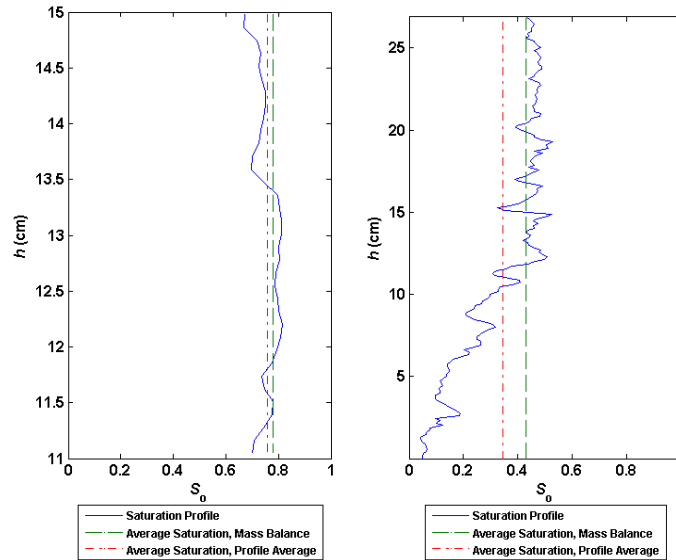 15
14.5
14
13.5
13
12.5
12
11.5
11
h (cm)
0 0.2 0.4 0.6 0.8 1
So
Saturation Profile
Average Saturation, Mass Balance
Average Saturation, Profile Average
25
20
15
10
5
h (cm)
0 0.2 0.4 0.6 0.8
So
Saturation Profile
Average Saturation, Mass Balance
Average Saturation, Profile Average